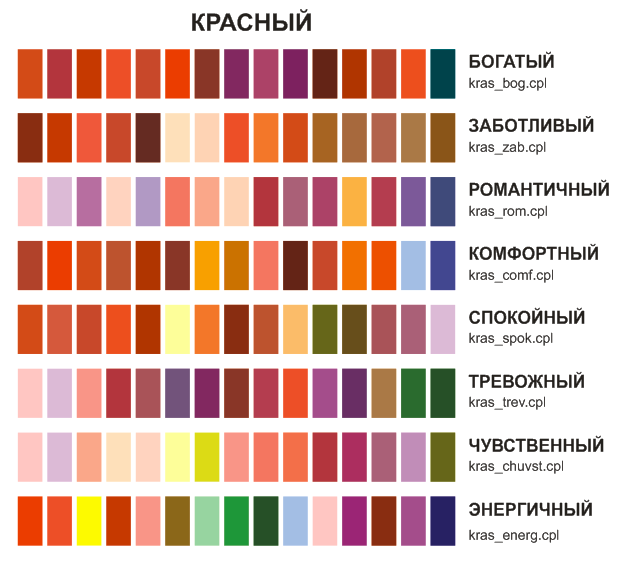 КРАСНЫЙ
БОГАТЫЙ
kras_bog.cpl
ЗАБОТЛИВЫЙ
kras_zab.cpl
РОМАНТИЧНЫЙ
kras_rom.cpl
КОМФОРТНЫЙ
kras_comf.cpl
СПОКОЙНЫЙ
kras_spok.cpl
ТРЕВОЖНЫЙ
kras_trev.cpl
ЧУВСТВЕННЫЙ
kras_chuvst.cpl
ЭНЕРГИЧНЫЙ
kras_energ.cpl